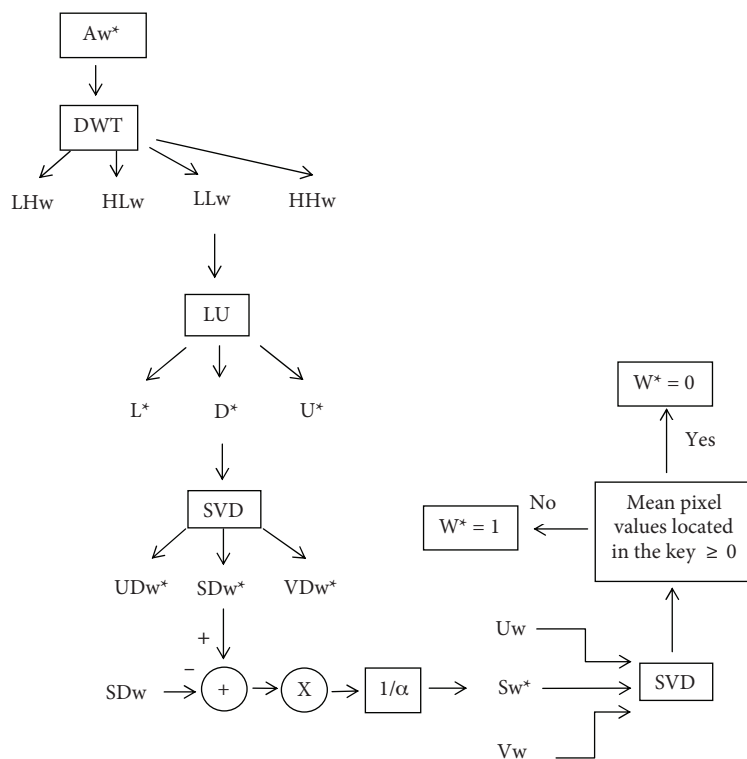 Aw*
DWT
LHw HLw LLw HHw
LU
L* D* U*
SVD
UDw* SDw* VDw*
+
−
SDw + X 1/α Sw* SVD
Uw
Vw
Mean pixel
values located
in the key ≥ 0
No
W* = 1
Yes
W* = 0